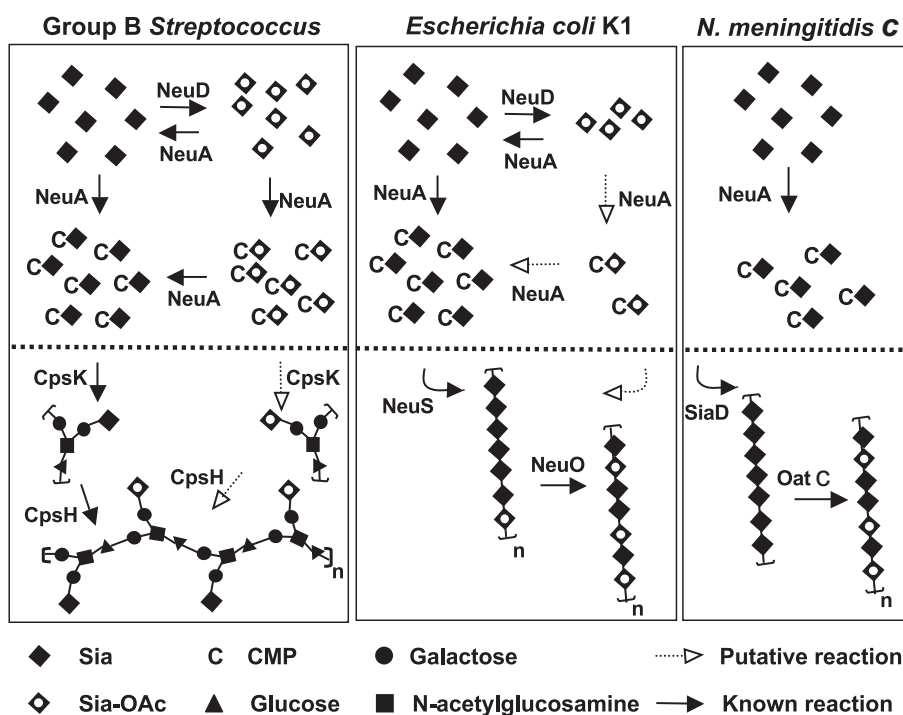 Group B Streptococcus
Escherichia coli K1
N. meningitidis C
NeuD
NeuA
NeuA
NeuA
C C C C C C C
C C C C C C C
NeuA
NeuD
NeuA
NeuA
NeuA
C C C C C C C
C
C
NeuA
NeuA
C C C C C
CpsK
CpsK
CpsH
CpsH
n
NeuS
NeuO
n
n
SiaD
Oat C
n
Sia
C CMP
Galactose
Putative reaction
Sia-OAc
Glucose
N-acetylglucosamine
Known reaction